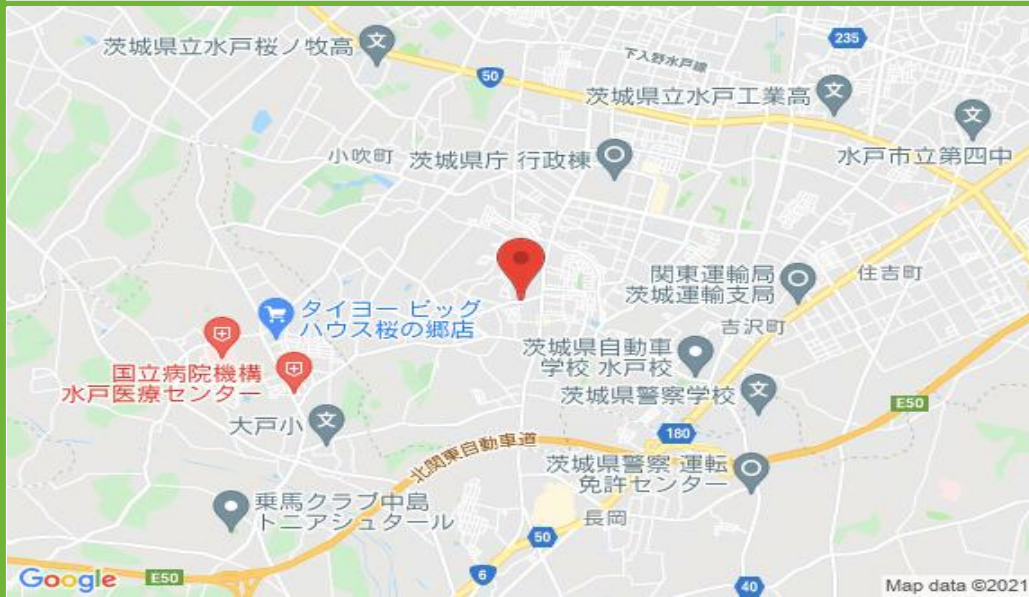 茨城県立水戸桜ノ牧高
235
下入野水戸線
50
茨城県立水戸工業高
水戸市立第四中
小吹町
茨城県庁 行政棟
関東運輸局
茨城運輸支局
住吉町
タイヨー ビッグ
ハウス桜の郷店
吉沢町
茨城県自動車
学校 水戸校
国立病院機構
水戸医療センター
茨城県警察学校
E50
大戸小
180
北関東自動車道
茨城県警察 運転
免許センター
乗馬クラブ中島
トニアシュタール
長岡
50
Google
E50
6
40
Map data ©2021